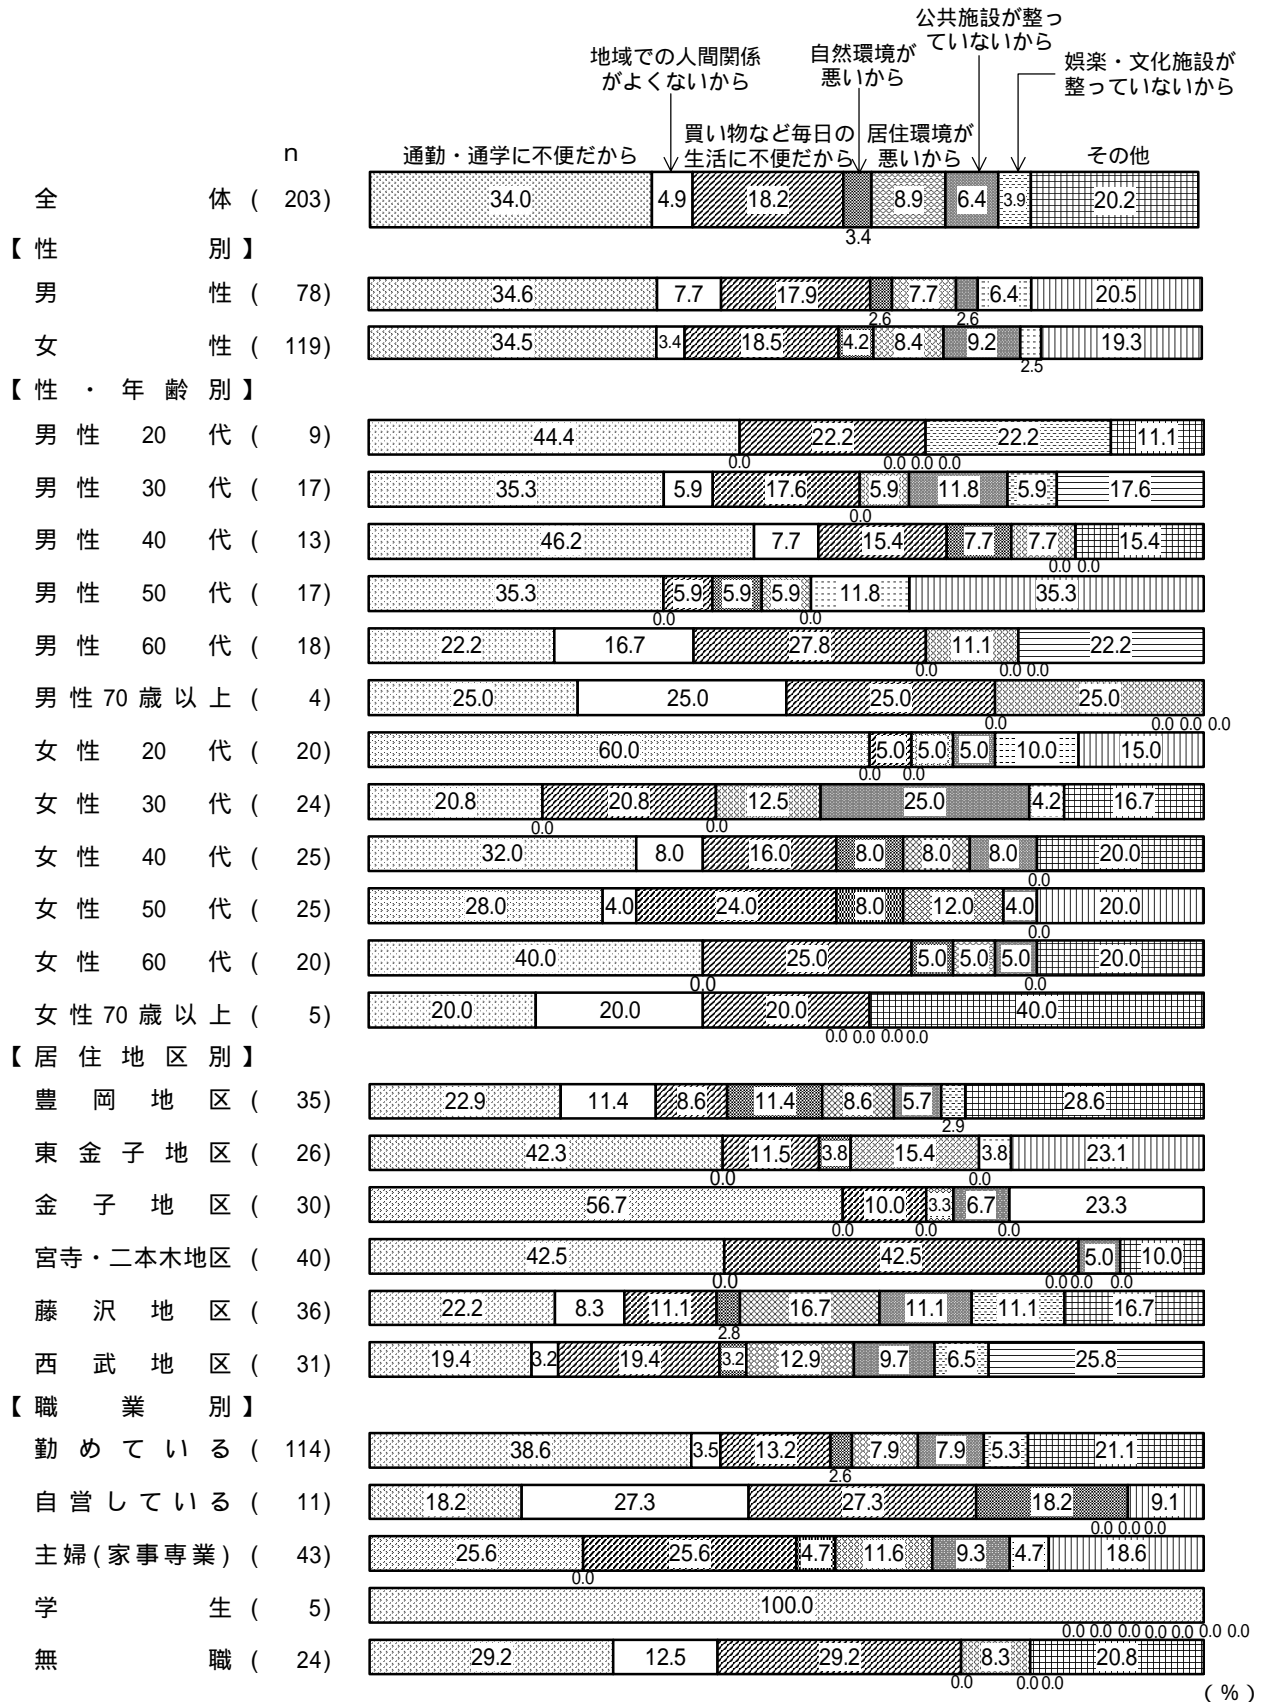 公共施設が整っ
ていないから
地域での人間関係
がよくないから
自然環境が
悪いから
娯楽・文化施設が
整っていないから
n
通勤・通学に不便だから
買い物など毎日の
生活に不便だから
居住環境が
悪いから
その他
全体 ( 203) 34.0 4.9 18.2 3.4 8.9 6.4 3.9 20.2
【性別】
男性 ( 78) 34.6 7.7 17.9 2.6 7.7 2.6 6.4 20.5
女性 ( 119) 34.5 3.4 18.5 4.2 8.4 9.2 2.5 19.3
【性・年齢別】
男性20代 ( 9) 44.4 0.0 22.2 0.0 0.0 0.0 22.2 11.1
男性30代 ( 17) 35.3 5.9 17.6 0.0 5.9 11.8 5.9 17.6
男性40代 ( 13) 46.2 7.7 15.4 7.7 7.7 0.0 0.0 15.4
男性50代 ( 17) 35.3 0.0 5.9 5.9 5.9 0.0 11.8 35.3
男性60代 ( 18) 22.2 16.7 27.8 0.0 11.1 0.0 0.0 22.2
男性70歳以上 ( 4) 25.0 25.0 25.0 0.0 25.0 0.0 0.0 0.0
女性20代 ( 20) 60.0 0.0 5.0 0.0 5.0 5.0 10.0 15.0
女性30代 ( 24) 20.8 0.0 20.8 0.0 12.5 25.0 4.2 16.7
女性40代 ( 25) 32.0 8.0 16.0 8.0 8.0 8.0 0.0 20.0
女性50代 ( 25) 28.0 4.0 24.0 8.0 12.0 4.0 0.0 20.0
女性60代 ( 20) 40.0 0.0 25.0 5.0 5.0 5.0 0.0 20.0
女性70歳以上 ( 5) 20.0 20.0 20.0 0.0 0.0 0.0 0.0 40.0
【居住地区別】
豊岡地区 ( 35) 22.9 11.4 8.6 11.4 8.6 5.7 2.9 28.6
東金子地区 ( 26) 42.3 0.0 11.5 3.8 15.4 0.0 3.8 23.1
金子地区 ( 30) 56.7 0.0 10.0 0.0 3.3 6.7 0.0 23.3
宮寺・二本木地区 ( 40) 42.5 0.0 42.5 0.0 0.0 5.0 0.0 10.0
藤沢地区 ( 36) 22.2 8.3 11.1 2.8 16.7 11.1 11.1 16.7
西武地区 ( 31) 19.4 3.2 19.4 3.2 12.9 9.7 6.5 25.8
【職業別】
勤めている ( 114) 38.6 3.5 13.2 2.6 7.9 7.9 5.3 21.1
自営している ( 11) 18.2 27.3 27.3 18.2 0.0 0.0 0.0 9.1
主婦(家事専業) ( 43) 25.6 0.0 25.6 4.7 11.6 9.3 4.7 18.6
学生 ( 5) 100.0 0.0 0.0 0.0 0.0 0.0 0.0 0.0
無職 ( 24) 29.2 12.5 29.2 0.0 8.3 0.0 0.0 20.8
(%)